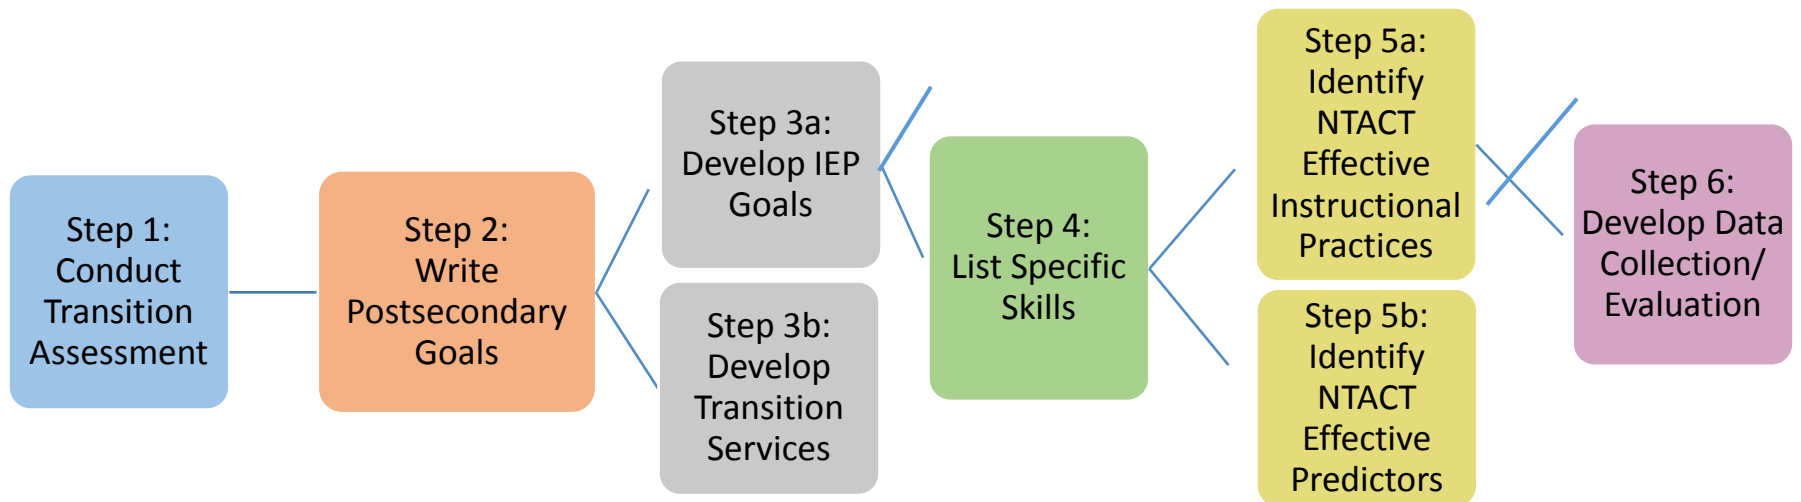 Step 1:
Conduct
Transition
Assessment
Step 2:
Write
Postsecondary
Goals
Step 3a:
Develop IEP
Goals
Step 3b:
Develop
Transition
Services
Step 4:
List Specific
Skills
Step 5a:
Identify
NTACT
Effective
Instructional
Practices
Step 5b:
Identify
NTACT
Effective
Predictors
Step 6:
Develop Data
Collection/
Evaluation